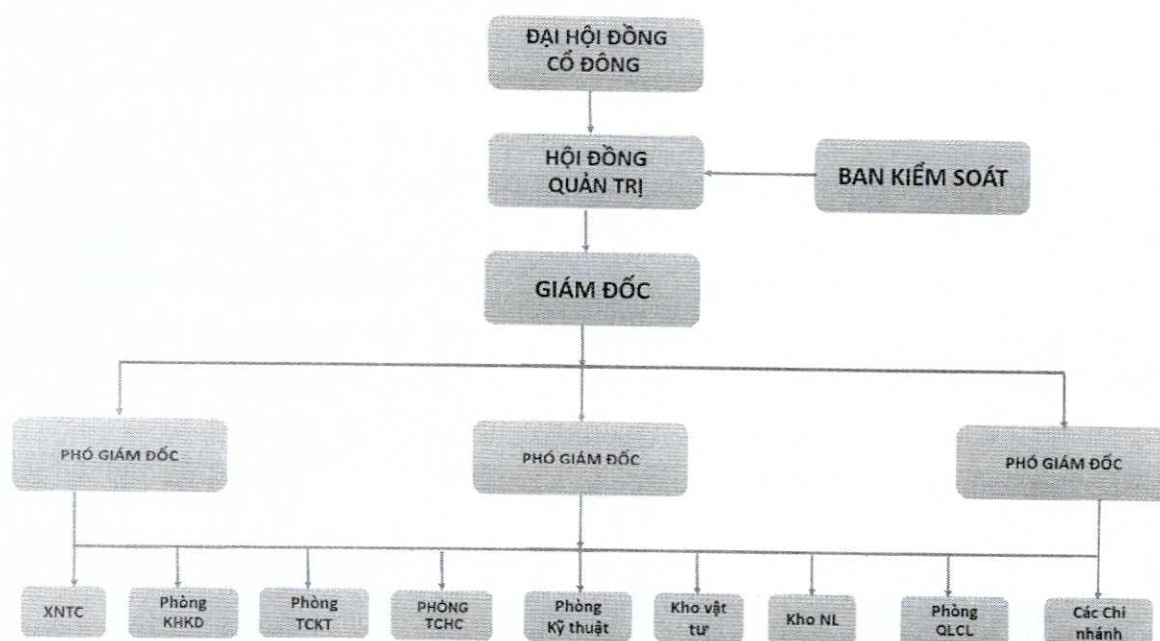 ĐẠI HỘI ĐỒNG
CỔ ĐÔNG
HỘI ĐỒNG
QUẢN TRỊ
BAN KIỂM SOÁT
GIÁM ĐỐC
PHÓ GIÁM ĐỐC
PHÓ GIÁM ĐỐC
PHÓ GIÁM ĐỐC
XNTC
Phòng
KHKD
Phòng
TCKT
PHÒNG
TCHC
Phòng
Kỹ thuật
Kho vật
tư
Kho NL
Phòng
QLCL
Các Chi
nhánh